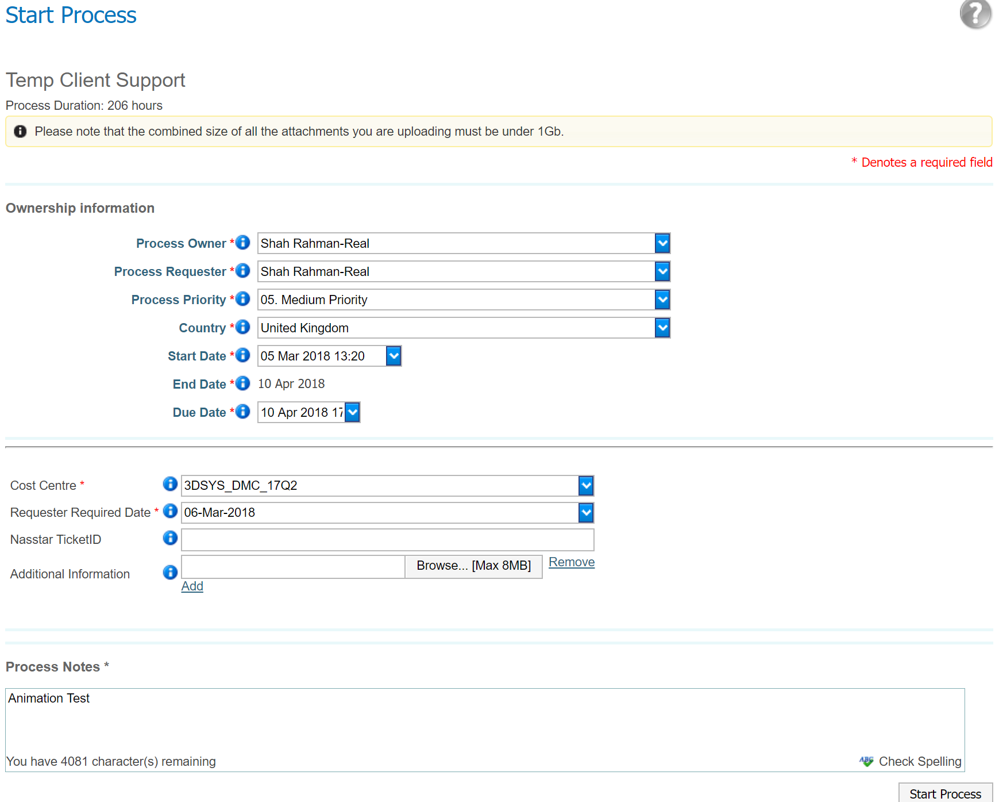 Start Process
Temp Client Support
Process Duration: 206 hours
Please note that the combined size of all the attachments you are uploading must be under 1Gb.
* Denotes a required field
Ownership information
Process Owner * Shah Rahman-Real
Process Requester * Shah Rahman-Real
Process Priority * 05. Medium Priority
Country * United Kingdom
Start Date * 05 Mar 2018 13:20
End Date * 10 Apr 2018
Due Date * 10 Apr 2018 17
Cost Centre * 3DSYS_DMC_17Q2
Requester Required Date * 06-Mar-2018
Nasstar TicketID
Additional Information Browse... [Max 8MB] Remove
Add
Process Notes *
Animation Test
You have 4081 character(s) remaining ABC Check Spelling
Start Process